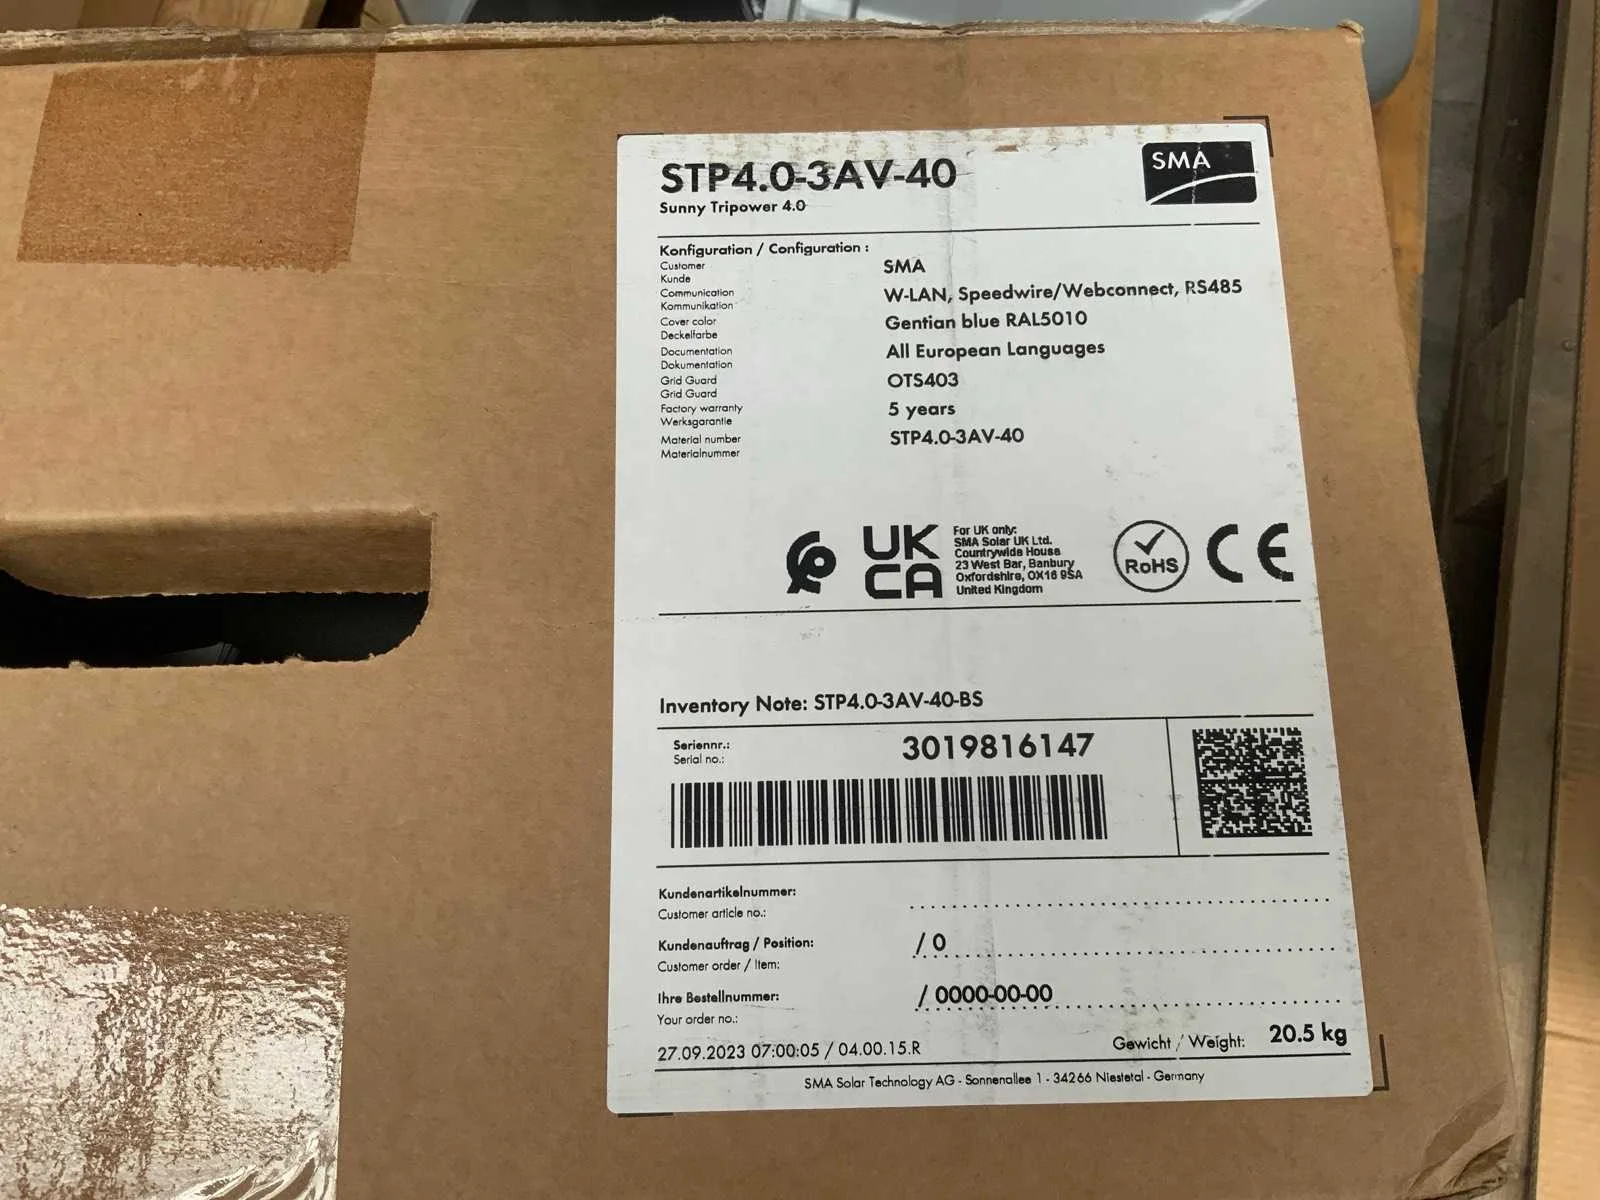 STP4.0-3AV-40
SMA
Sunny Tripower 4.0
Konfiguration / Configuration :
Customer
Kunde
SMA
Communication
Kommunikation
W-LAN, Speedwire/Webconnect, RS485
Cover color
Deckelfarbe
Gentian blue RAL5010
Documentation
Dokumentation
All European Languages
Grid Guard
Grid Guard
OTS403
Factory warranty
Werksgarantie
5 years
Material number
Materialnummer
STP4.0-3AV-40
UK
CA
For UK only:
SMA Solar UK Ltd.
Countrywide House
23 West Bar, Banbury
Oxfordshire, OX16 9SA
United Kingdom
RoHS
CE
Inventory Note: STP4.0-3AV-40-BS
Seriennr.:
Serial no.:
3019816147
Kundenartikelnummer:
Customer article no.:
Kundenauftrag / Position:
Customer order / Item:
/ 0
Ihre Bestellnummer:
Your order no.:
/ 0000-00-00
27.09.2023 07:00:05 / 04.00.15.R
Gewicht / Weight: 20.5 kg
SMA Solar Technology AG - Sonnenallee 1 - 34266 Niestetal - Germany